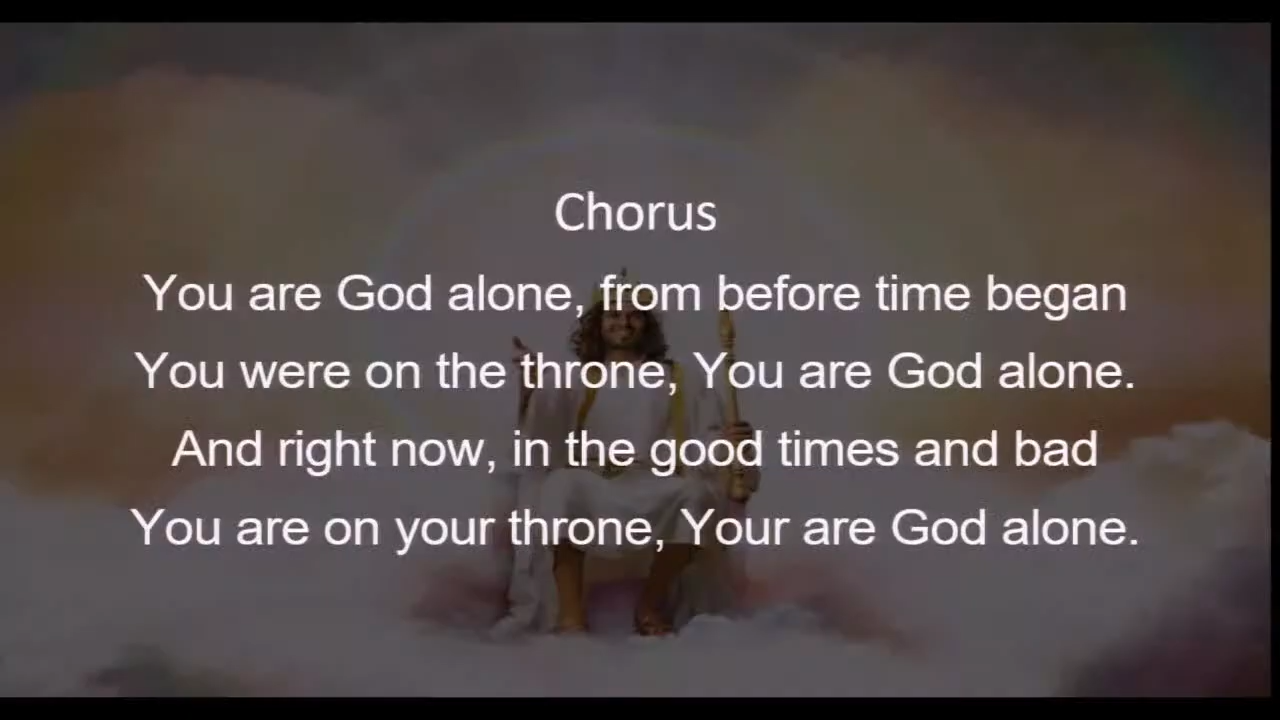 Chorus
You are God alone, from before time began
You were on the throne, You are God alone.
And right now, in the good times and bad
You are on your throne, Your are God alone.